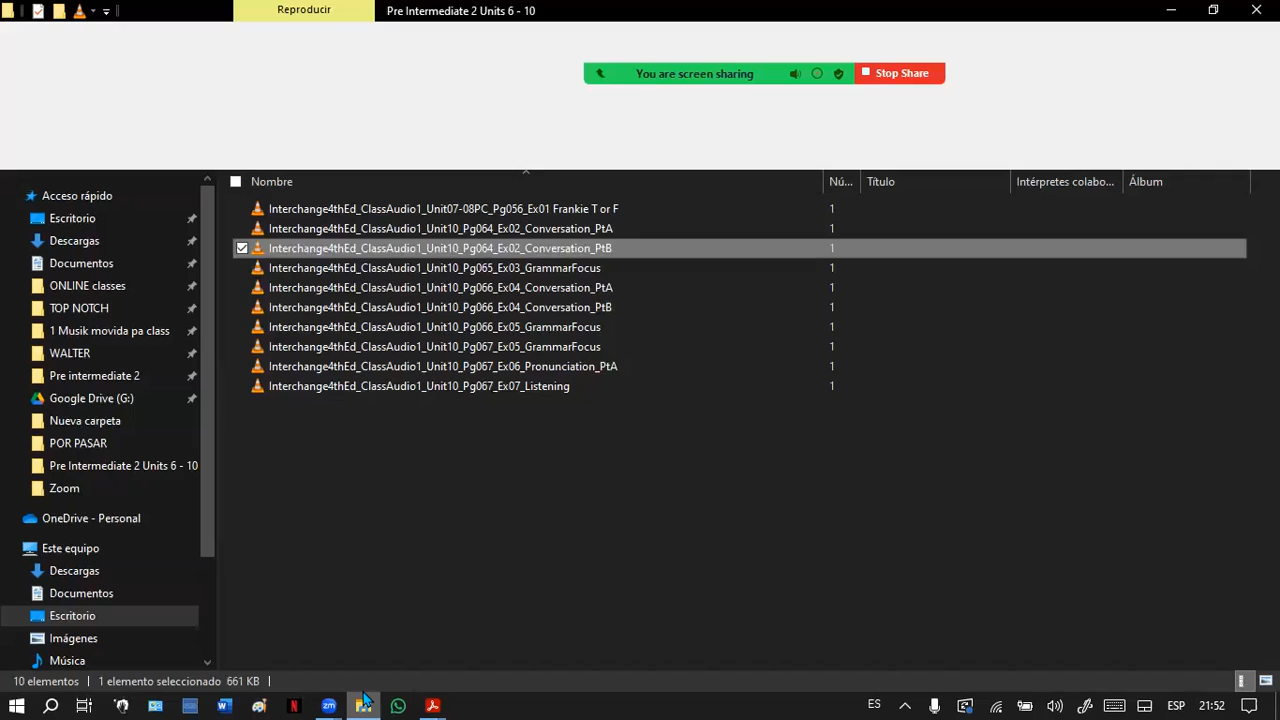 Reproducir
Pre Intermediate 2 Units 6 - 10
You are screen sharing
Stop Share
Nombre
Nú...
Título
Intérpretes colabo...
Álbum
Acceso rápido
Escritorio
Descargas
Documentos
ONLINE classes
TOP NOTCH
1 Musik movida pa class
WALTER
Pre intermediate 2
Google Drive (G:)
Nueva carpeta
POR PASAR
Pre Intermediate 2 Units 6 - 10
Zoom
OneDrive - Personal
Este equipo
Descargas
Documentos
Escritorio
Imágenes
Música
Interchange4thEd_ClassAudio1_Unit07-08PC_Pg056_Ex01 Frankie T or F 1
Interchange4thEd_ClassAudio1_Unit10_Pg064_Ex02_Conversation_PtA 1
Interchange4thEd_ClassAudio1_Unit10_Pg064_Ex02_Conversation_PtB 1
Interchange4thEd_ClassAudio1_Unit10_Pg065_Ex03_GrammarFocus 1
Interchange4thEd_ClassAudio1_Unit10_Pg066_Ex04_Conversation_PtA 1
Interchange4thEd_ClassAudio1_Unit10_Pg066_Ex04_Conversation_PtB 1
Interchange4thEd_ClassAudio1_Unit10_Pg066_Ex05_GrammarFocus 1
Interchange4thEd_ClassAudio1_Unit10_Pg067_Ex05_GrammarFocus 1
Interchange4thEd_ClassAudio1_Unit10_Pg067_Ex06_Pronunciation_PtA 1
Interchange4thEd_ClassAudio1_Unit10_Pg067_Ex07_Listening 1
10 elementos 1 elemento seleccionado 661 KB
W
N
zm
ES
ESP
21:52